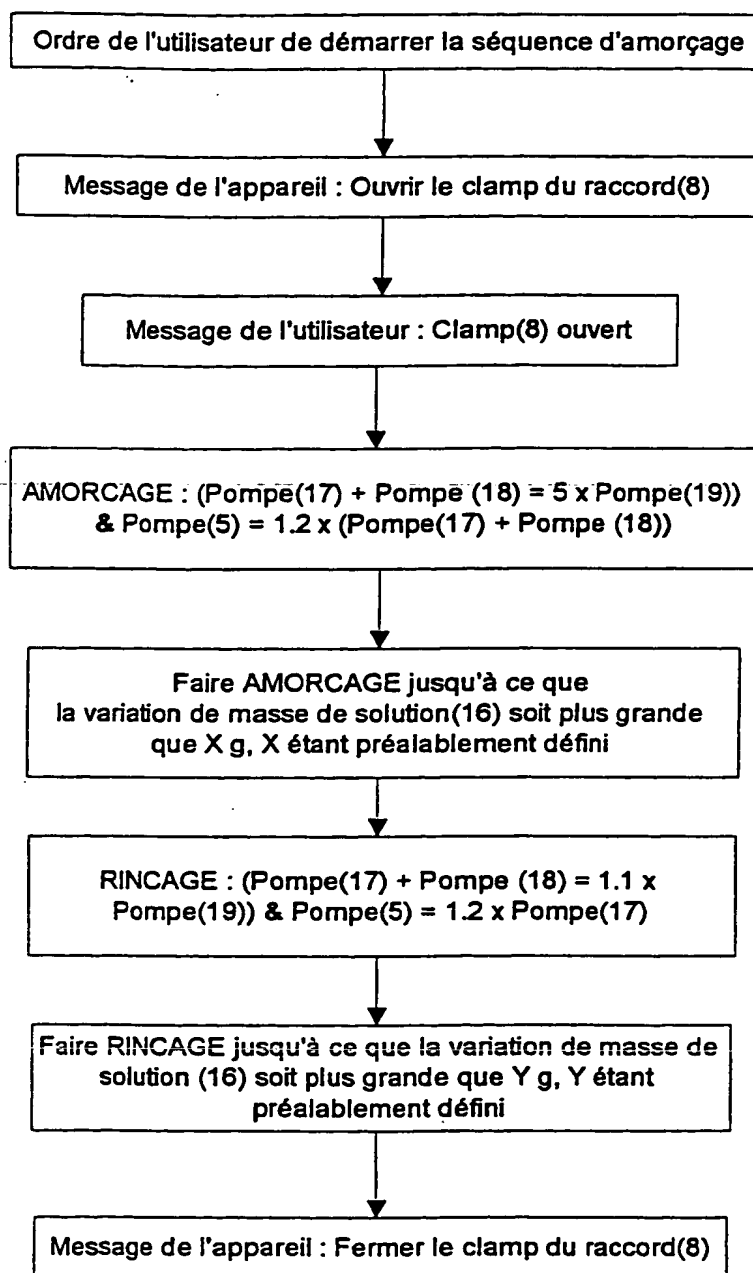 Ordre de l'utilisateur de démarrer la séquence d'amorçage
Message de l'appareil : Ouvrir le clamp du raccord(8)
Message de l'utilisateur : Clamp(8) ouvert
AMORCAGE : (Pompe(17) + Pompe (18) = 5 x Pompe(19))
& Pompe(5) = 1.2 x (Pompe(17) + Pompe (18))
Faire AMORCAGE jusqu'à ce que
la variation de masse de solution(16) soit plus grande
que X g, X étant préalablement défini
RINCAGE : (Pompe(17) + Pompe (18) = 1.1 x
Pompe(19)) & Pompe(5) = 1.2 x Pompe(17)
Faire RINCAGE jusqu'à ce que la variation de masse de
solution (16) soit plus grande que Y g, Y étant
préalablement défini
Message de l'appareil : Fermer le clamp du raccord(8)